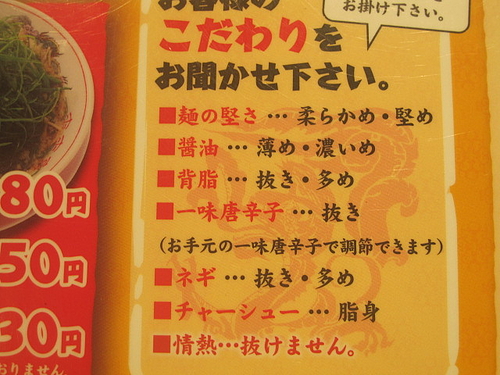 お客様の
お掛け下さい。
こだわりを
お聞かせ下さい。
■麺の堅さ … 柔らかめ・堅め
■醤油 … 薄め・濃いめ
■背脂 … 抜き・多め
■一味唐辛子 … 抜き
(お手元の一味唐辛子で調節できます)
■ネギ … 抜き・多め
■チャーシュー … 脂身
■情熱…抜けません。
80円
50円
30円
おりません